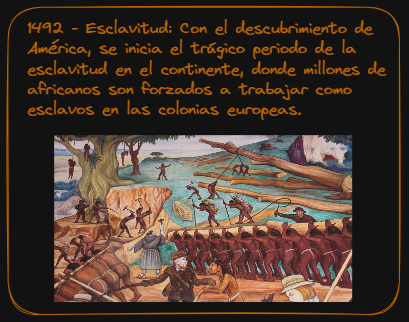 1492 - Esclavitud: Con el descubrimiento de
América, se inicia el trágico periodo de la
esclavitud en el continente, donde millones de
africanos son forzados a trabajar como
esclavos en las colonias europeas.